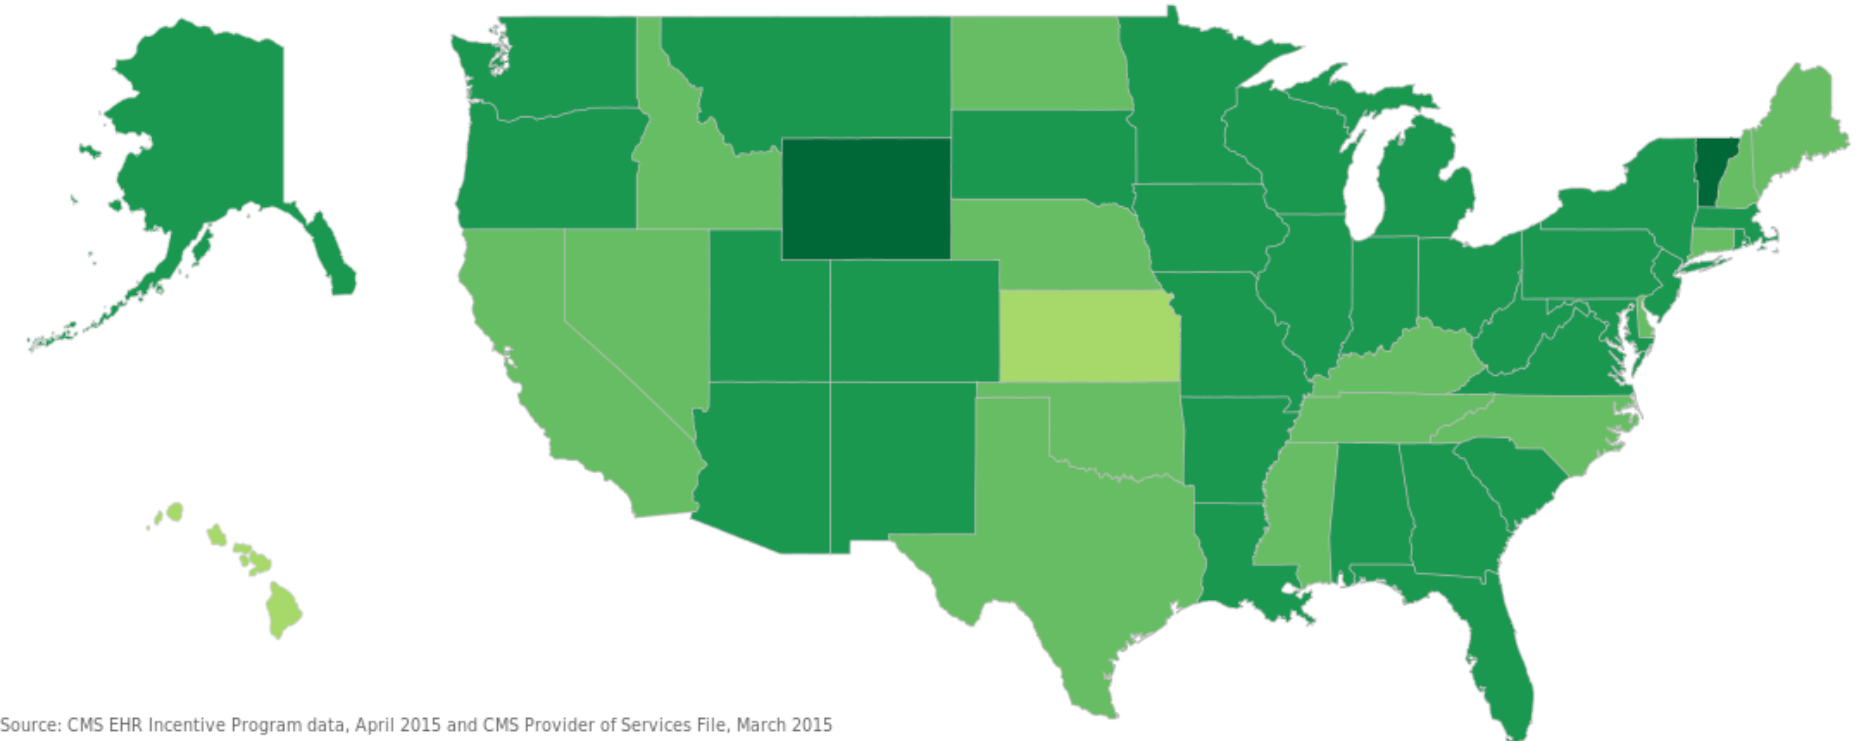 Source: CMS EHR Incentive Program data, April 2015 and CMS Provider of Services File, March 2015